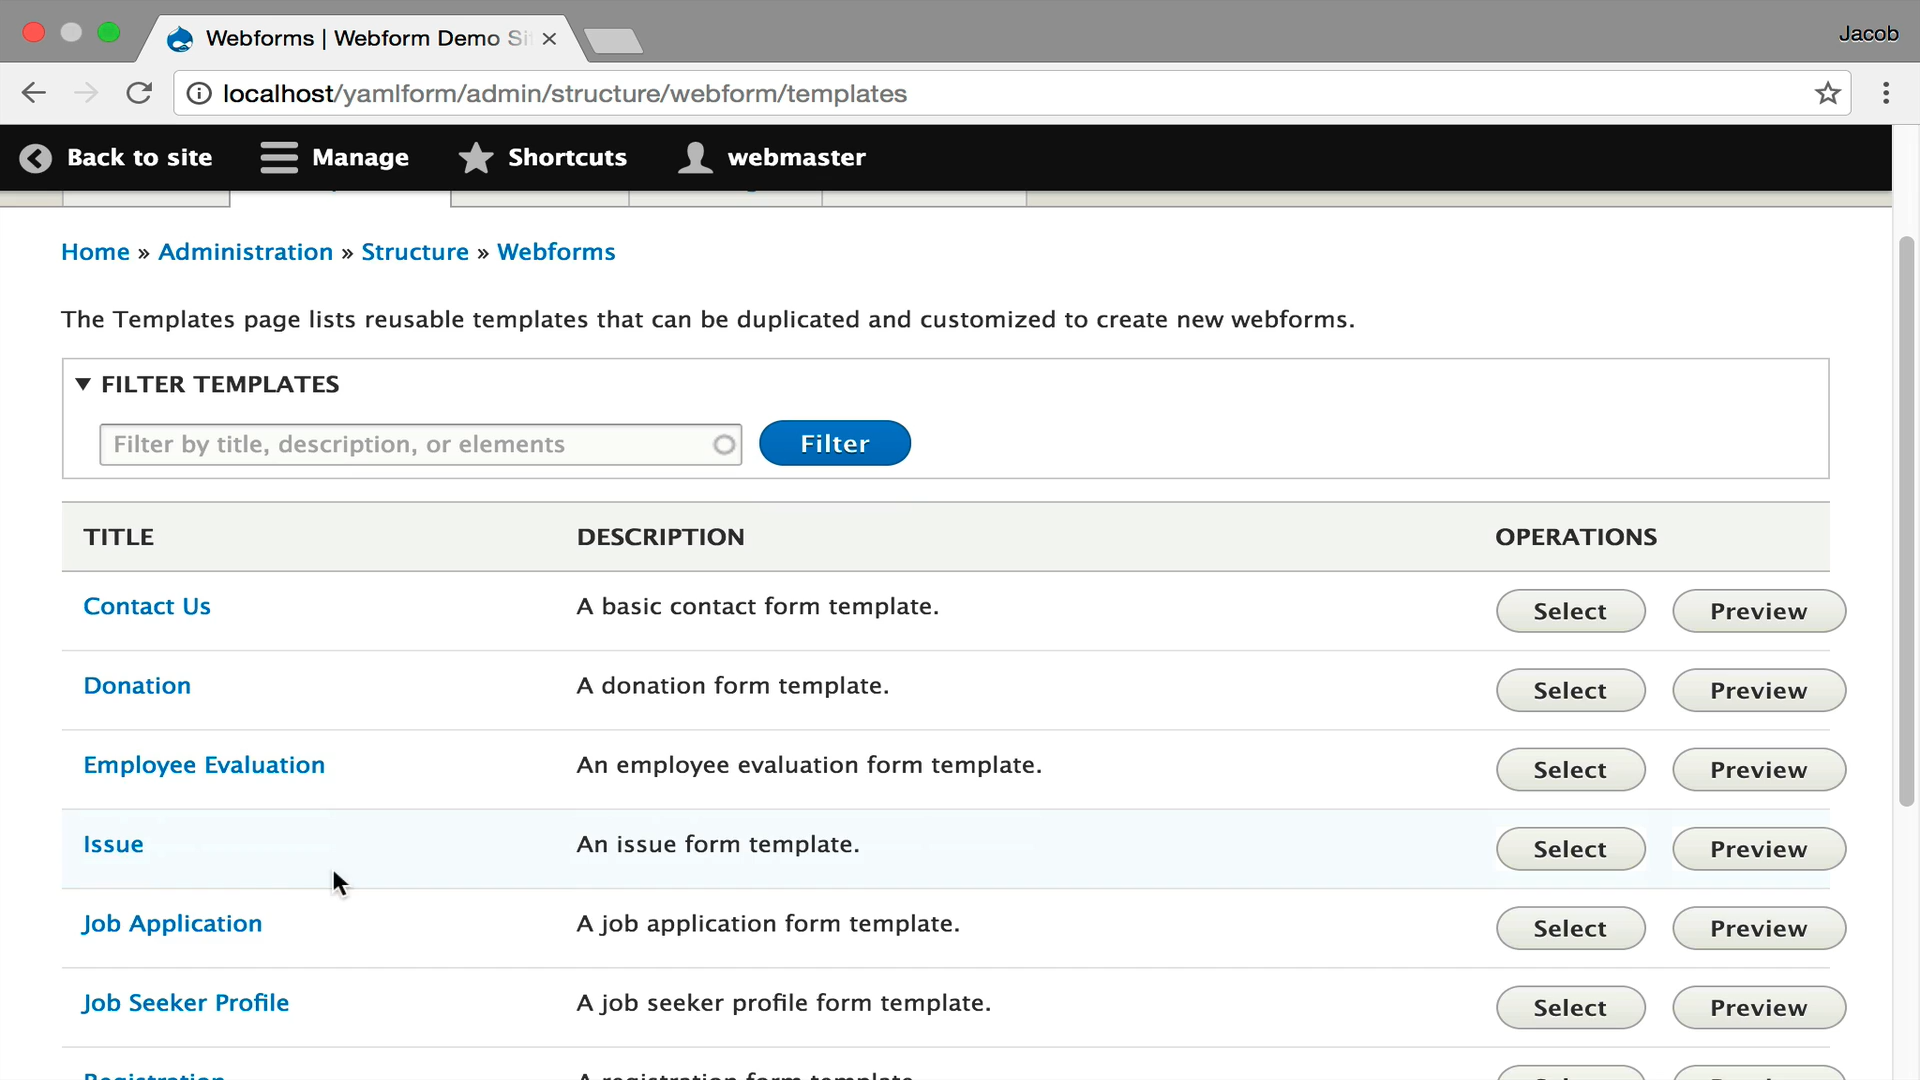 Webforms | Webform Demo Si
Jacob
localhost/yamlform/admin/structure/webform/templates
Back to site Manage Shortcuts webmaster
Home » Administration » Structure » Webforms
The Templates page lists reusable templates that can be duplicated and customized to create new webforms.
FILTER TEMPLATES
Filter by title, description, or elements Filter
TITLE DESCRIPTION OPERATIONS
Contact Us A basic contact form template. Select Preview
Donation A donation form template. Select Preview
Employee Evaluation An employee evaluation form template. Select Preview
Issue An issue form template. Select Preview
Job Application A job application form template. Select Preview
Job Seeker Profile A job seeker profile form template. Select Preview
Registration A registration form template.